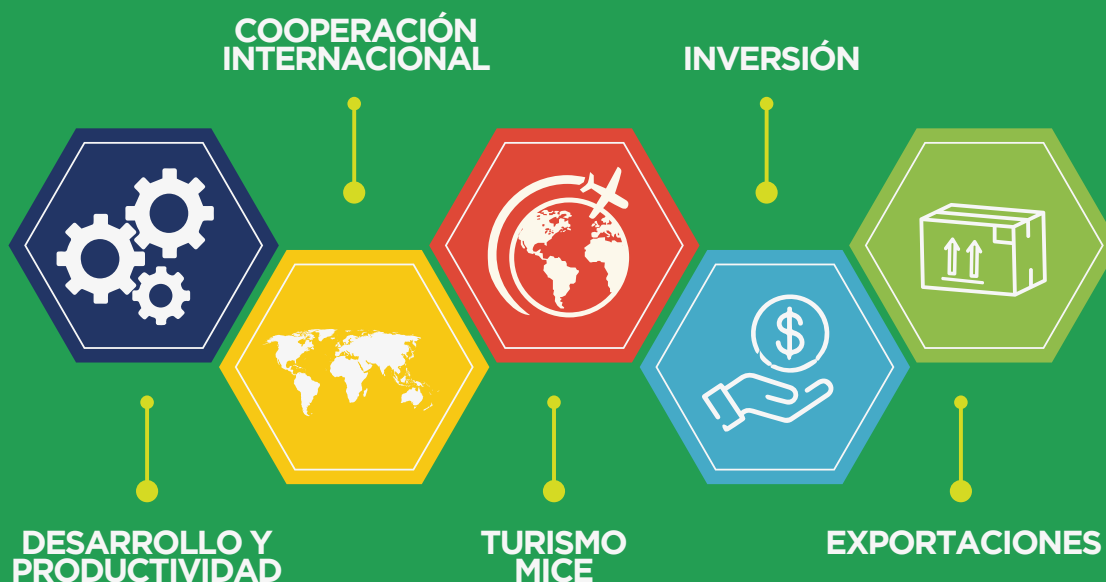 COOPERACIÓN
INTERNACIONAL
INVERSIÓN
$
DESARROLLO Y
PRODUCTIVIDAD
TURISMO
MICE
EXPORTACIONES